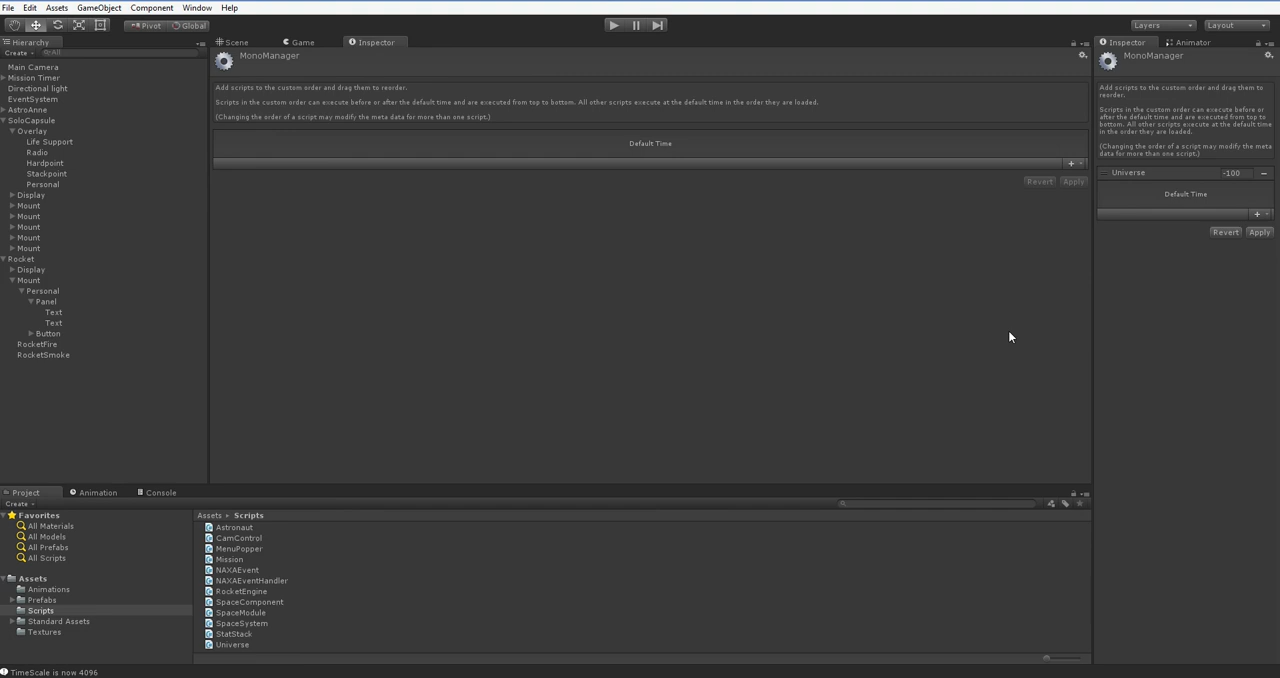 File Edit Assets GameObject Component Window Help
Pivot Global Layers Layout
Hierarchy
Create All
Main Camera
Mission Timer
Directional light
EventSystem
AstroAnne
SoloCapsule
Overlay
Life Support
Radio
Hardpoint
Stackpoint
Personal
Display
Mount
Mount
Mount
Mount
Mount
Rocket
Display
Mount
Personal
Panel
Text
Text
Button
RocketFire
RocketSmoke
Scene Game Inspector
MonoManager
Add scripts to the custom order and drag them to reorder.
Scripts in the custom order can execute before or after the default time and are executed from top to bottom. All other scripts execute at the default time in the order they are loaded.
(Changing the order of a script may modify the meta data for more than one script.)
Default Time
+
Revert Apply
Inspector Animator
MonoManager
Add scripts to the custom order and drag them to
reorder.
Scripts in the custom order can execute before or
after the default time and are executed from top to
bottom. All other scripts execute at the default time
in the order they are loaded.
(Changing the order of a script may modify the meta
data for more than one script.)
Universe -100
Default Time
+
Revert Apply
Project Animation Console
Create
Favorites
All Materials
All Models
All Prefabs
All Scripts
Assets
Animations
Prefabs
Scripts
Standard Assets
Textures
Assets Scripts
Astronaut
CamControl
MenuPopper
Mission
NAXAEvent
NAXAEventHandler
RocketEngine
SpaceComponent
SpaceModule
SpaceSystem
StatStack
Universe
TimeScale is now 4096